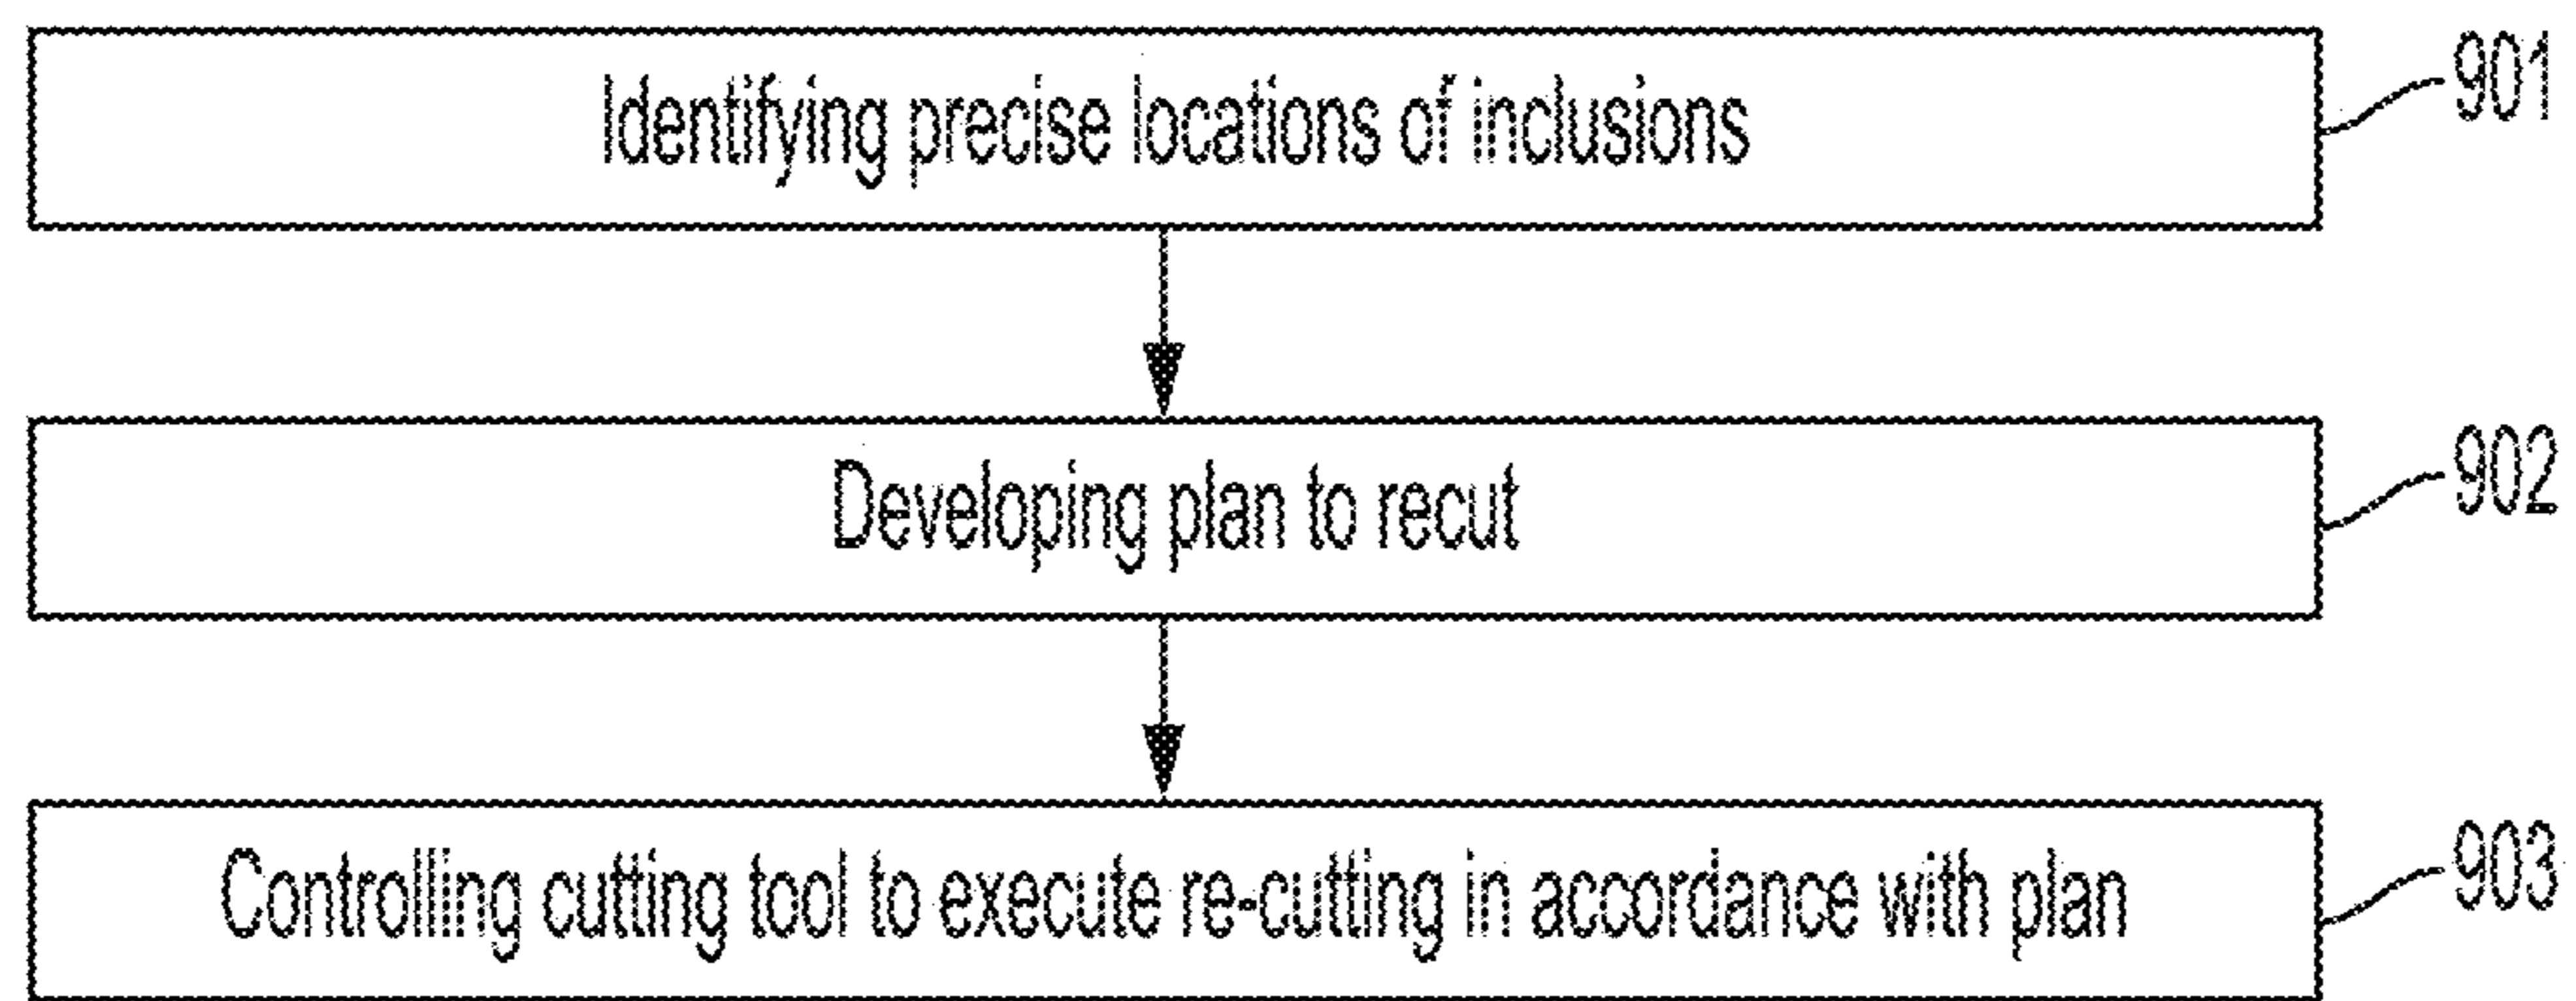 Identifying precise locations of inclusions
901
Developing plan to recut
902
Controlling cutting tool to execute re-cutting in accordance with plan
903